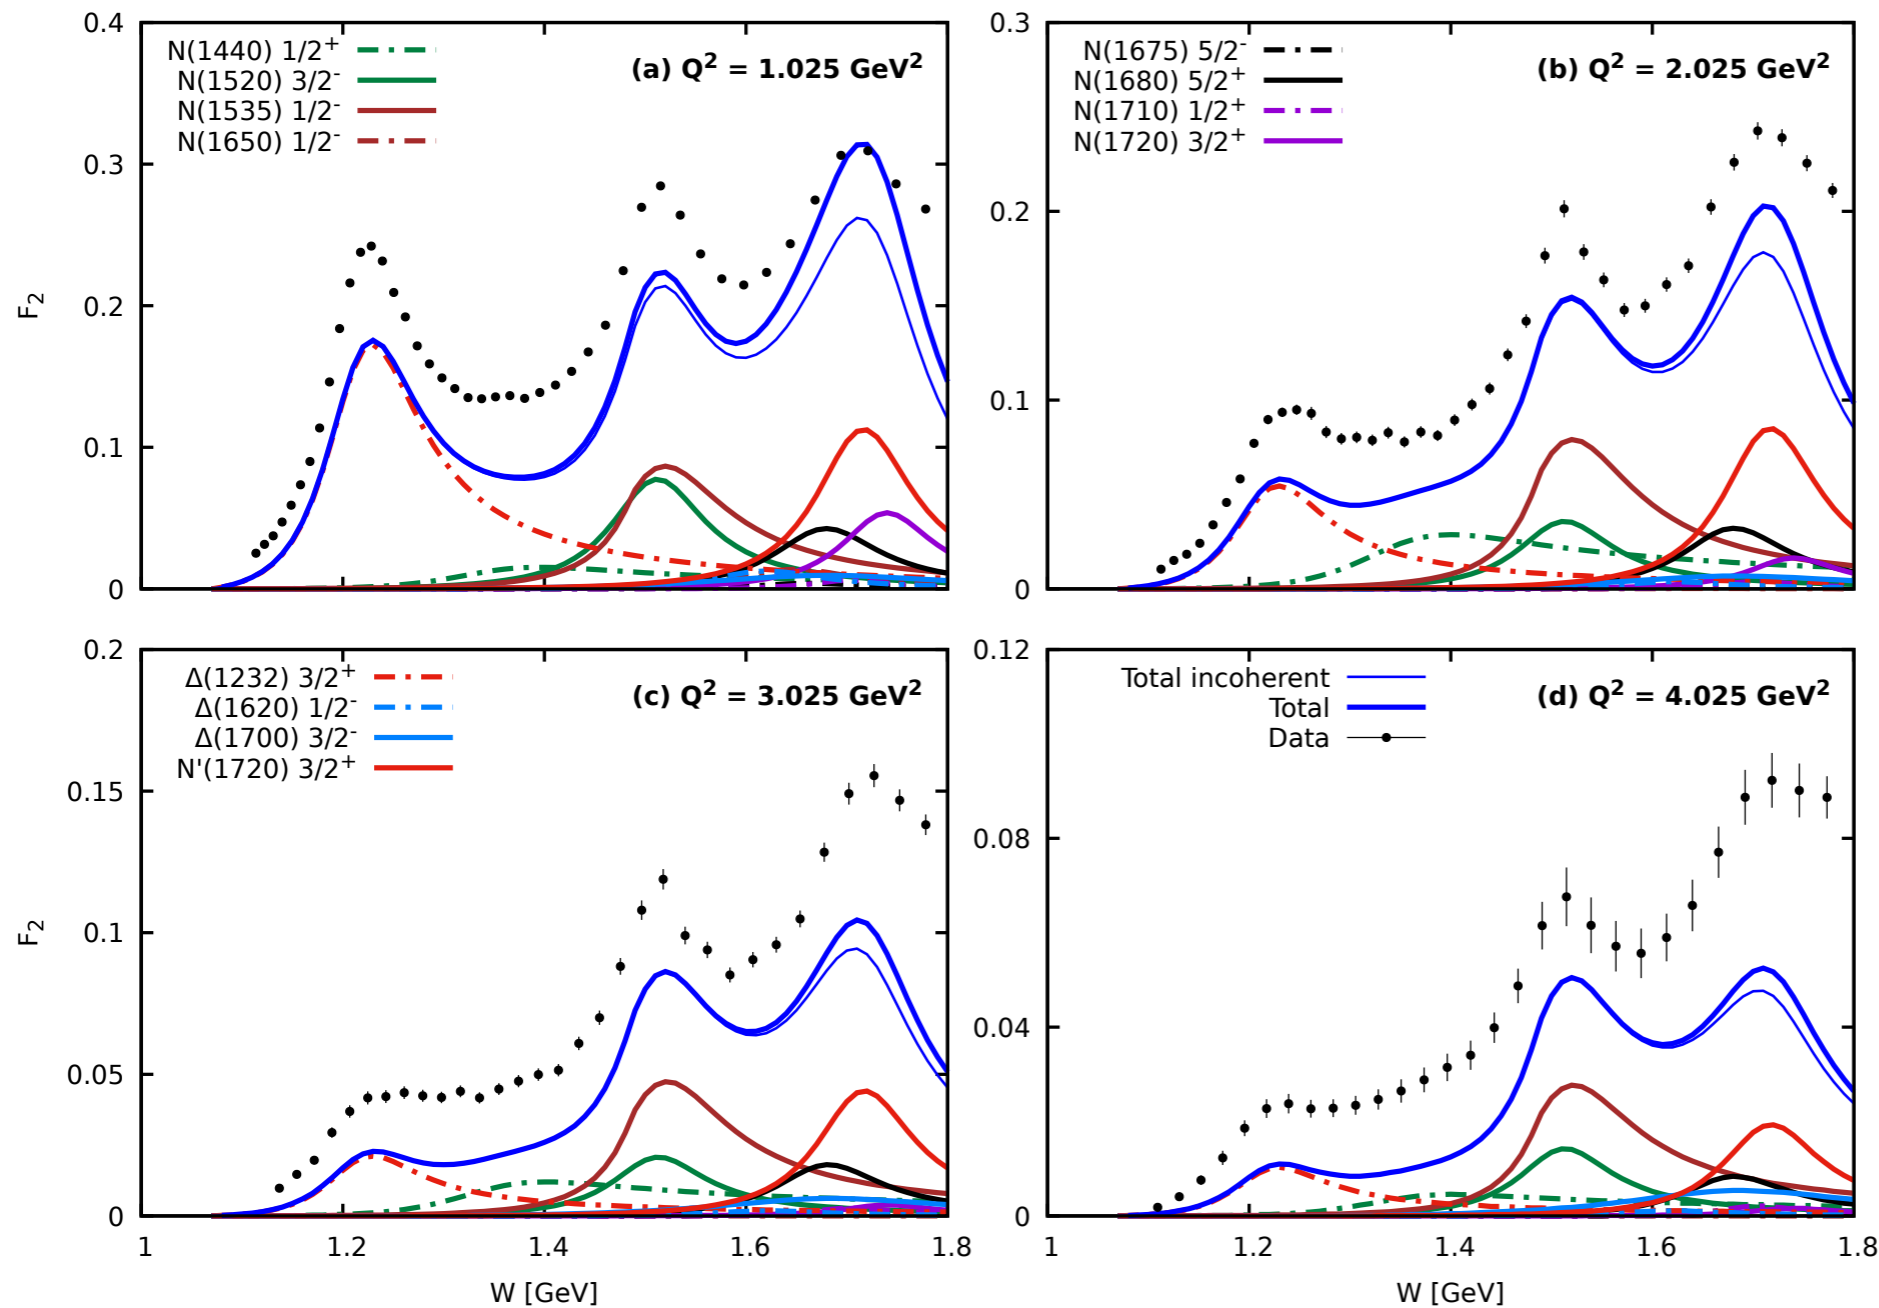 0.4
0.3
0.2
0.1
0
F₂
N(1440) 1/2⁺
N(1520) 3/2⁻
N(1535) 1/2⁻
N(1650) 1/2⁻
(a) Q² = 1.025 GeV²
0.3
0.2
0.1
0
N(1675) 5/2⁻
N(1680) 5/2⁺
N(1710) 1/2⁺
N(1720) 3/2⁺
(b) Q² = 2.025 GeV²
0.2
0.15
0.1
0.05
0
F₂
Δ(1232) 3/2⁺
Δ(1620) 1/2⁻
Δ(1700) 3/2⁻
N'(1720) 3/2⁺
(c) Q² = 3.025 GeV²
1 1.2 1.4 1.6 1.8
W [GeV]
0.12
0.08
0.04
0
Total incoherent
Total
Data
(d) Q² = 4.025 GeV²
1 1.2 1.4 1.6 1.8
W [GeV]